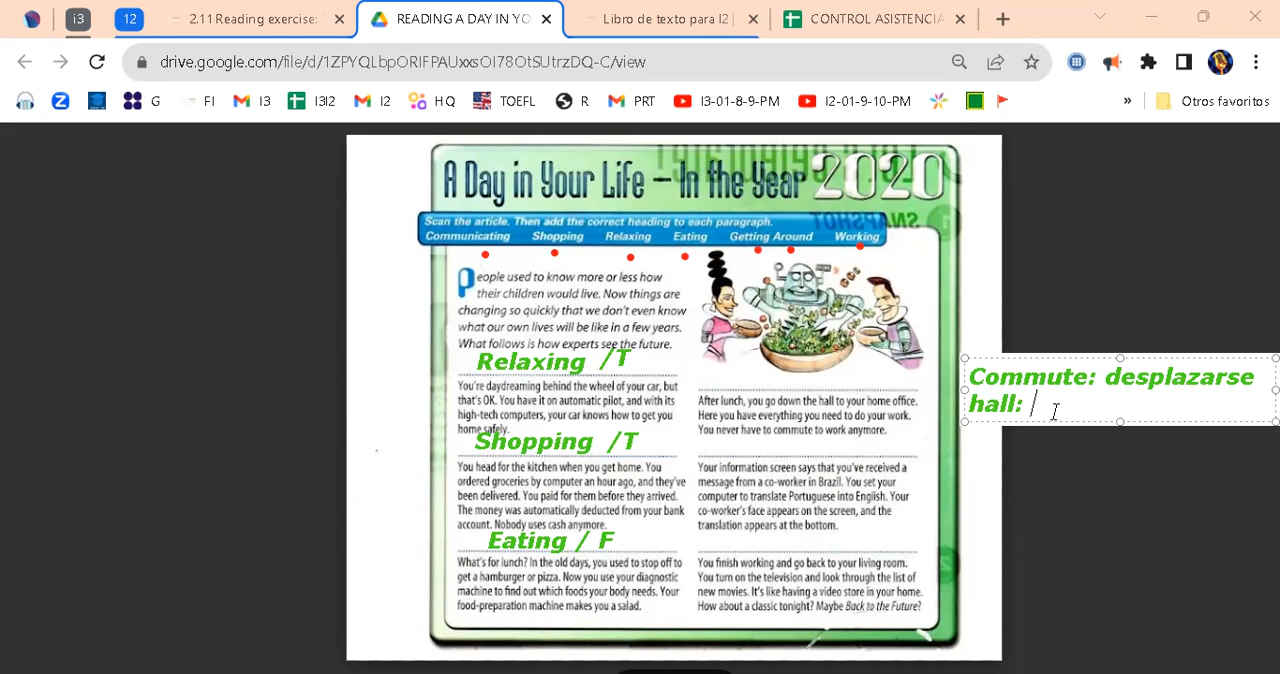 i3
12
2.11 Reading exercise:
READING A DAY IN YO
Libro de texto para I2 |
CONTROL ASISTENCIA
drive.google.com/file/d/1ZPYQLbpORlFPAUxxsOI78OtSUtrzDQ-C/view
G
FI
I3
I3I2
I2
HQ
TOEFL
R
PRT
I3-01-8-9-PM
I2-01-9-10-PM
»
Otros favoritos
A Day in Your Life – In the Year 2020
SNAPSHOT
Scan the article. Then add the correct heading to each paragraph.
Communicating Shopping Relaxing Eating Getting Around Working
People used to know more or less how
their children would live. Now things are
changing so quickly that we don't even know
what our own lives will be like in a few years.
What follows is how experts see the future.
Relaxing /T
You're daydreaming behind the wheel of your car, but
that's OK. You have it on automatic pilot, and with its
high-tech computers, your car knows how to get you
home safely.
Shopping /T
You head for the kitchen when you get home. You
ordered groceries by computer an hour ago, and they've
been delivered. You paid for them before they arrived.
The money was automatically deducted from your bank
account. Nobody uses cash anymore.
Eating / F
What's for lunch? In the old days, you used to stop off to
get a hamburger or pizza. Now you use your diagnostic
machine to find out which foods your body needs. Your
food-preparation machine makes you a salad.
After lunch, you go down the hall to your home office.
Here you have everything you need to do your work.
You never have to commute to work anymore.
Your information screen says that you've received a
message from a co-worker in Brazil. You set your
computer to translate Portuguese into English. Your
co-worker's face appears on the screen, and the
translation appears at the bottom.
You finish working and go back to your living room.
You turn on the television and look through the list of
new movies. It's like having a video store in your home.
How about a classic tonight? Maybe Back to the Future?
Commute: desplazarse
hall: